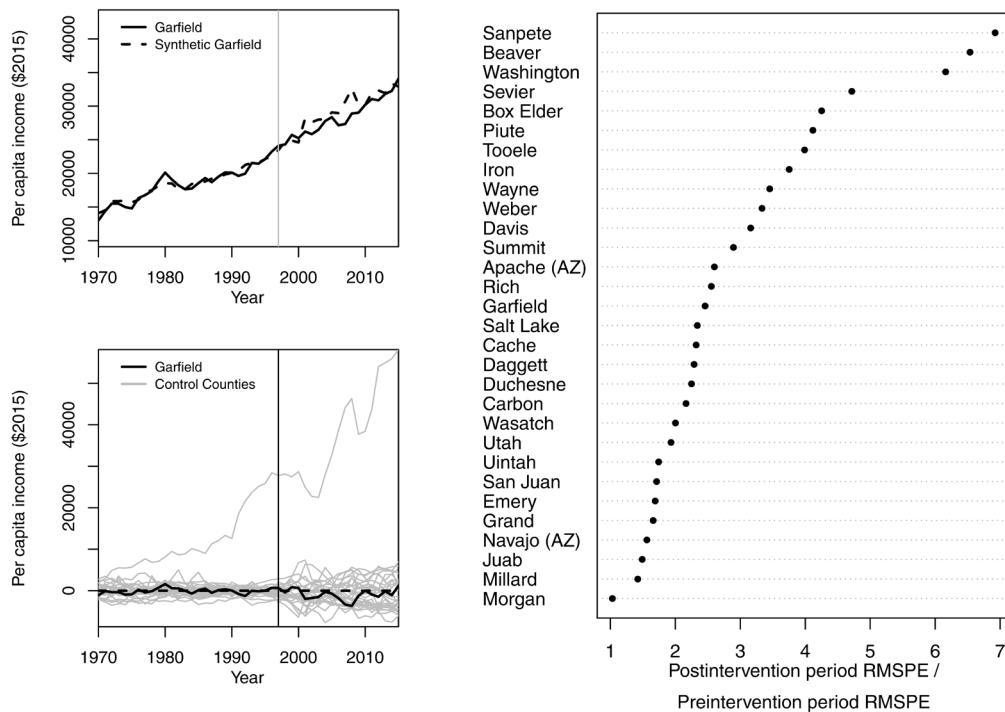 Per capita income ($2015)
40000
30000
20000
10000
Garfield
Synthetic Garfield
1970 1980 1990 2000 2010
Year
Per capita income ($2015)
40000
20000
0
Garfield
Control Counties
1970 1980 1990 2000 2010
Year
Sanpete
Beaver
Washington
Sevier
Box Elder
Piute
Tooele
Iron
Wayne
Weber
Davis
Summit
Apache (AZ)
Rich
Garfield
Salt Lake
Cache
Daggett
Duchesne
Carbon
Wasatch
Utah
Uintah
San Juan
Emery
Grand
Navajo (AZ)
Juab
Millard
Morgan
1 2 3 4 5 6 7
Postintervention period RMSPE /
Preintervention period RMSPE